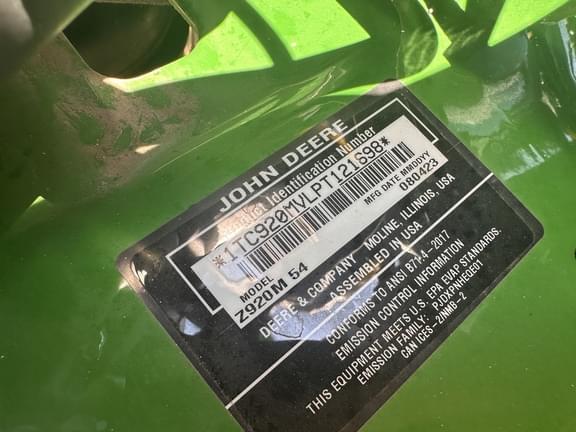 JOHN DEERE
Product Identification Number
*1TC920MVLPT121698*
MFG DATE MMDDYY
080423
MODEL
Z920M 54
DEERE & COMPANY MOLINE, ILLINOIS, USA
ASSEMBLED IN USA
CONFORMS TO ANSI B71.4-2017
EMISSION CONTROL INFORMATION
THIS EQUIPMENT MEETS U.S. EPA EVAP STANDARDS.
EMISSION FAMILY: PJDXPNHEQE01
CAN ICES-2/NMB-2